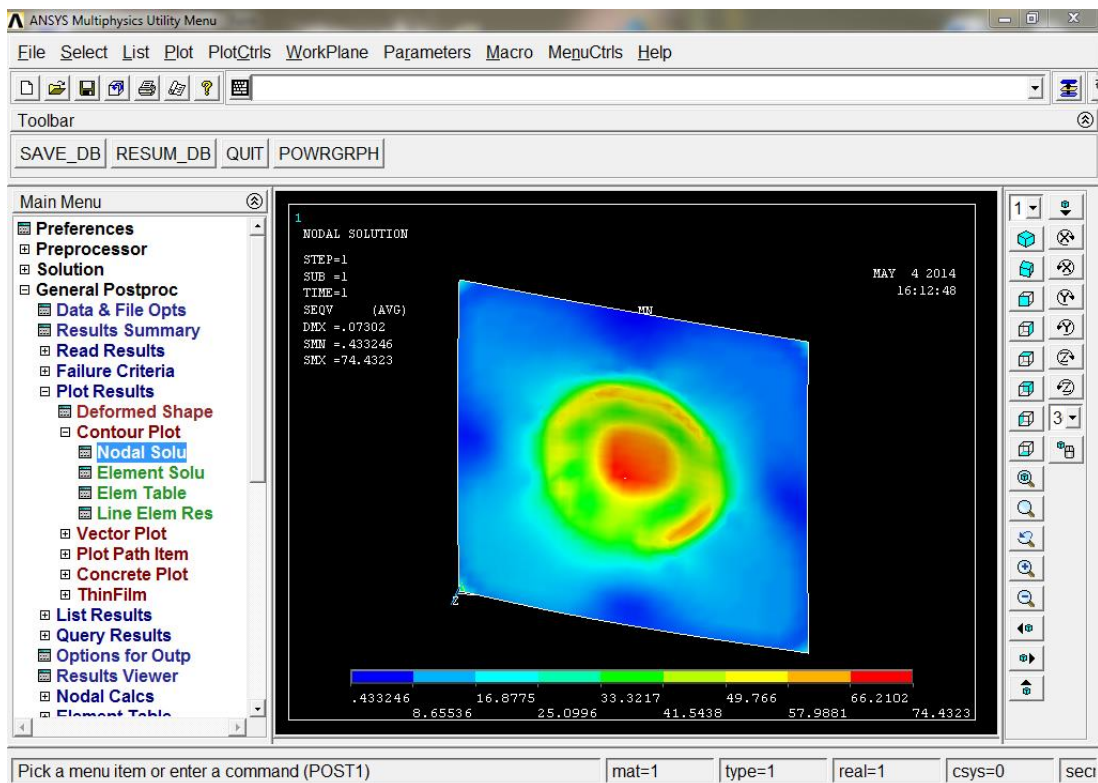 ANSYS Multiphysics Utility Menu
File Select List Plot PlotCtrls WorkPlane Parameters Macro MenuCtrls Help
Toolbar
SAVE_DB RESUM_DB QUIT POWRGRPH
Main Menu
Preferences
Preprocessor
Solution
General Postproc
Data & File Opts
Results Summary
Read Results
Failure Criteria
Plot Results
Deformed Shape
Contour Plot
Nodal Solu
Element Solu
Elem Table
Line Elem Res
Vector Plot
Plot Path Item
Concrete Plot
ThinFilm
List Results
Query Results
Options for Outp
Results Viewer
Nodal Calcs
Element Table
1
NODAL SOLUTION
STEP=1
SUB =1
TIME=1
SEQV (AVG)
DMX =.07302
SMN =.433246
SMX =74.4323
MAY 4 2014
16:12:48
MN
Z
.433246 16.8775 33.3217 49.766 66.2102
8.65536 25.0996 41.5438 57.9881 74.4323
1
3
Pick a menu item or enter a command (POST1) mat=1 type=1 real=1 csys=0